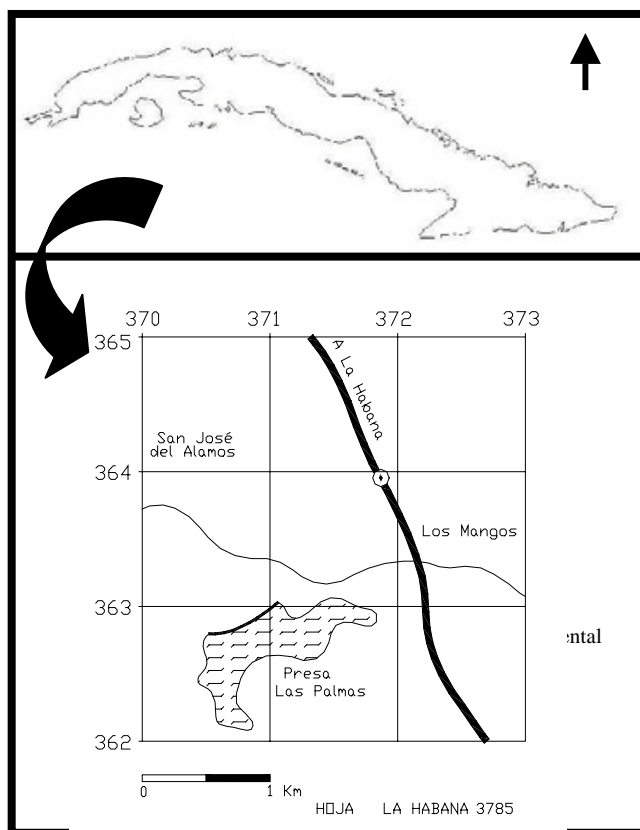 370 371 372 373
365
A La Habana
San José
del Alamos
364
Los Mangos
363
ental
Presa
Las Palmas
362
0 1 Km
HOJA LA HABANA 3785